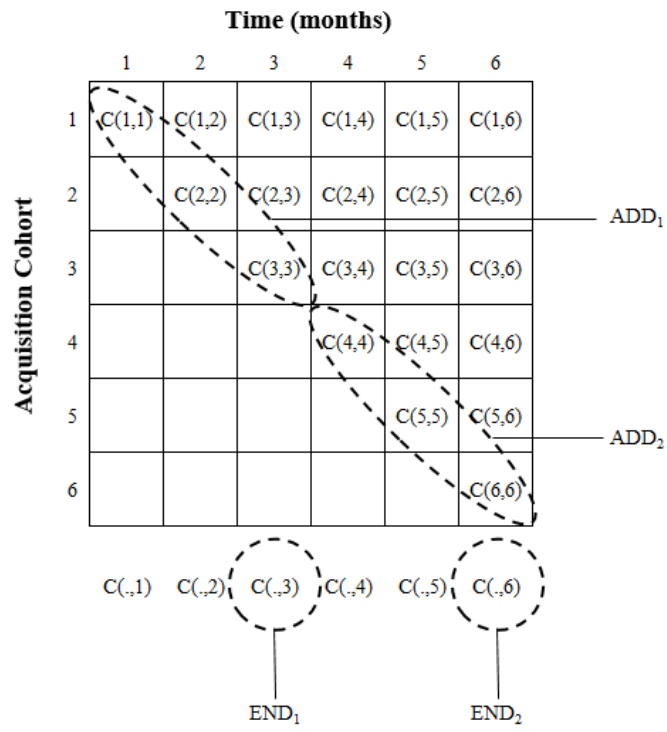 Time (months)
1 2 3 4 5 6
Acquisition Cohort
1 C(1,1) C(1,2) C(1,3) C(1,4) C(1,5) C(1,6)
2 C(2,2) C(2,3) C(2,4) C(2,5) C(2,6)
ADD₁
3 C(3,3) C(3,4) C(3,5) C(3,6)
4 C(4,4) C(4,5) C(4,6)
5 C(5,5) C(5,6)
ADD₂
6 C(6,6)
C(.,1) C(.,2) C(.,3) C(.,4) C(.,5) C(.,6)
END₁ END₂